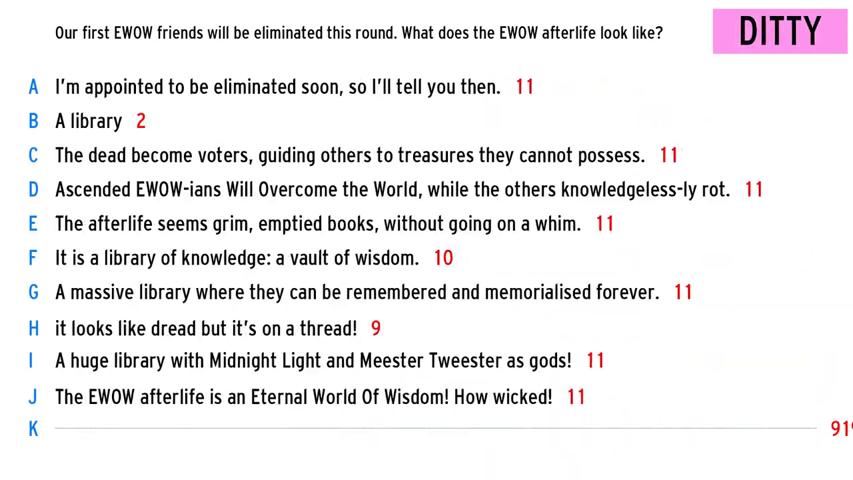 Our first EWOW friends will be eliminated this round. What does the EWOW afterlife look like?
DITTY
A I'm appointed to be eliminated soon, so I'll tell you then. 11
B A library 2
C The dead become voters, guiding others to treasures they cannot possess. 11
D Ascended EWOW-ians Will Overcome the World, while the others knowledgeless-ly rot. 11
E The afterlife seems grim, emptied books, without going on a whim. 11
F It is a library of knowledge: a vault of wisdom. 10
G A massive library where they can be remembered and memorialised forever. 11
H it looks like dread but it's on a thread! 9
I A huge library with Midnight Light and Meester Tweester as gods! 11
J The EWOW afterlife is an Eternal World Of Wisdom! How wicked! 11
K